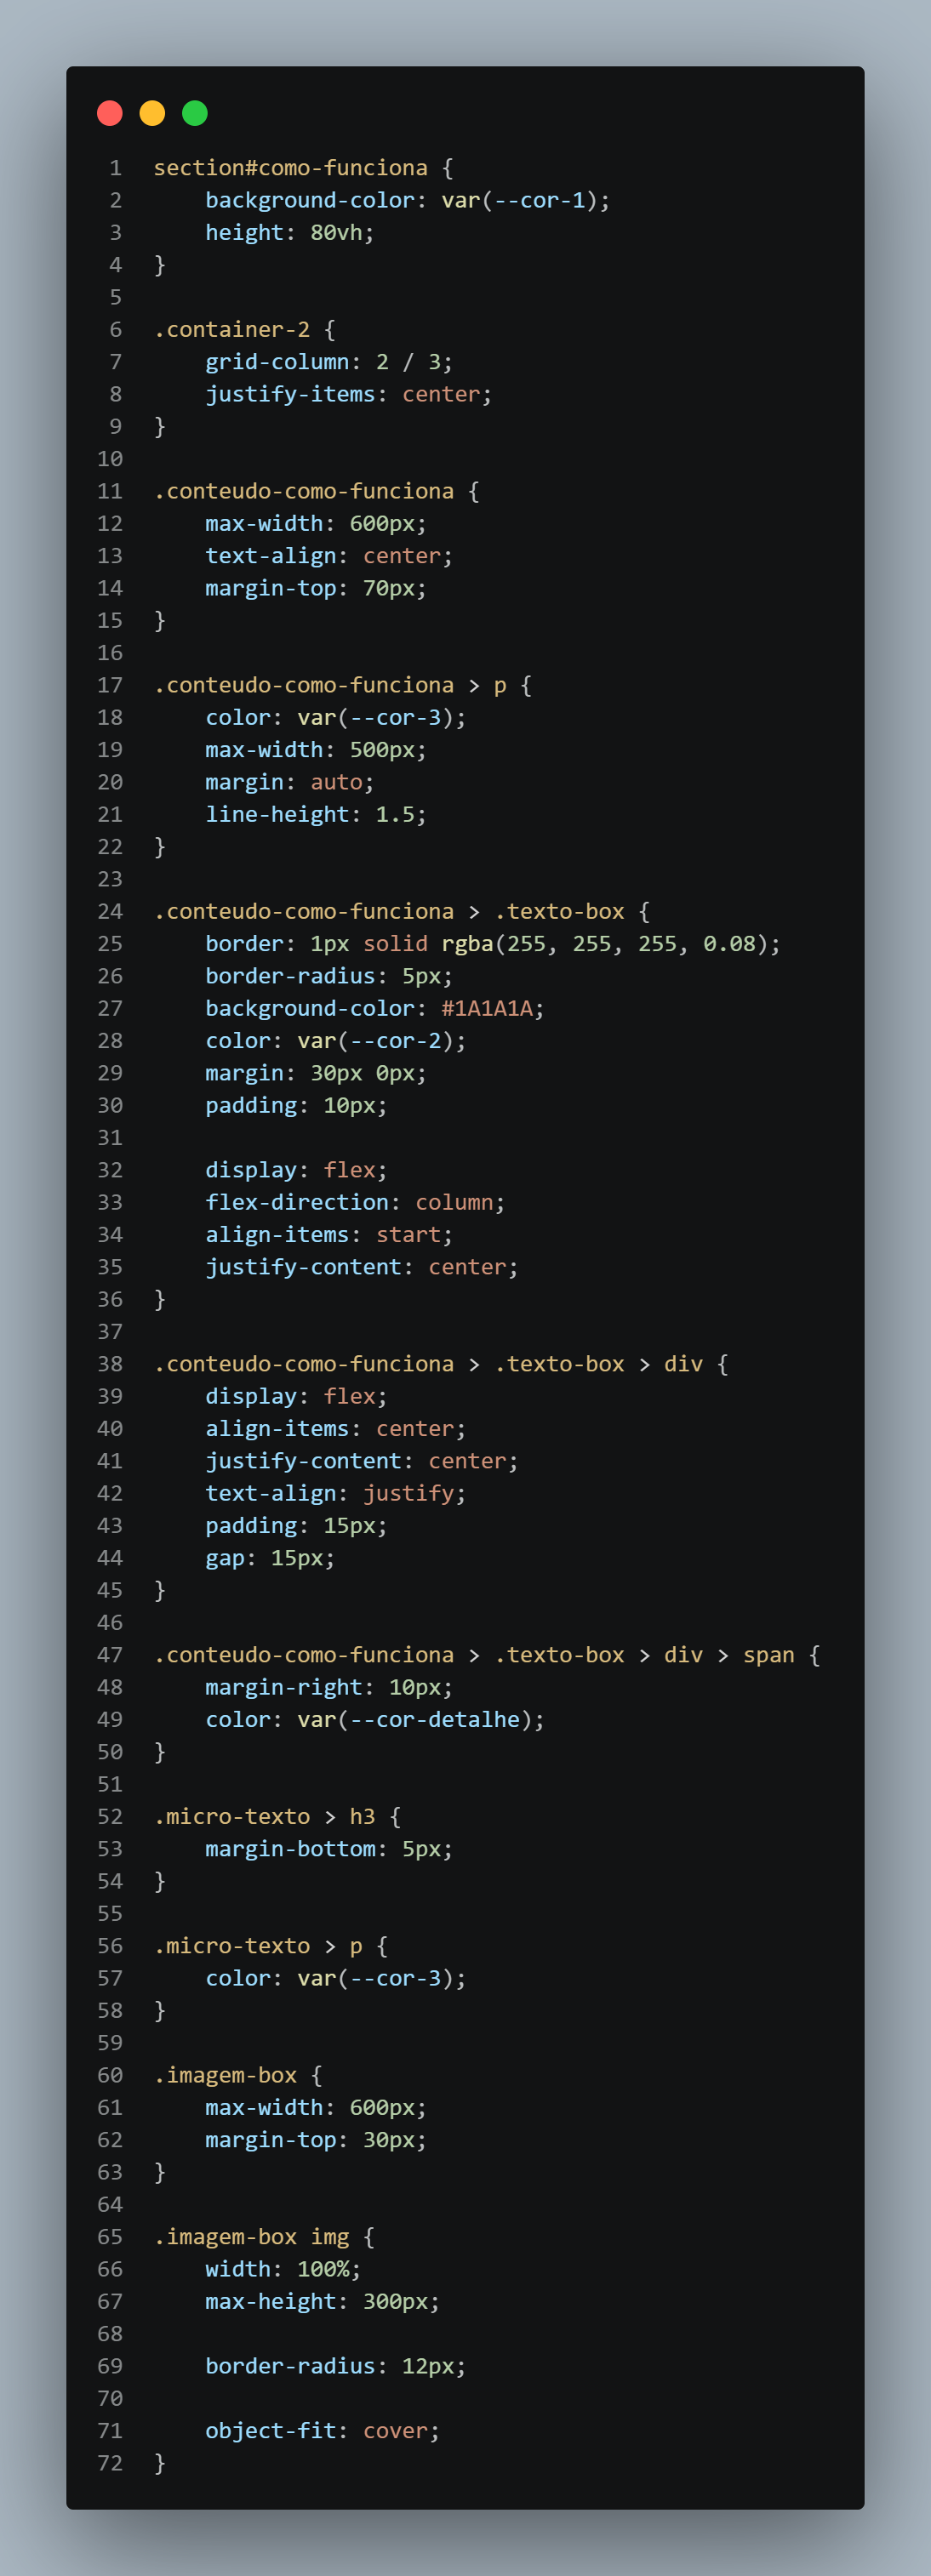 1 section#como-funciona {
2     background-color: var(--cor-1);
3     height: 80vh;
4 }
5
6 .container-2 {
7     grid-column: 2 / 3;
8     justify-items: center;
9 }
10
11 .conteudo-como-funciona {
12     max-width: 600px;
13     text-align: center;
14     margin-top: 70px;
15 }
16
17 .conteudo-como-funciona > p {
18     color: var(--cor-3);
19     max-width: 500px;
20     margin: auto;
21     line-height: 1.5;
22 }
23
24 .conteudo-como-funciona > .texto-box {
25     border: 1px solid rgba(255, 255, 255, 0.08);
26     border-radius: 5px;
27     background-color: #1A1A1A;
28     color: var(--cor-2);
29     margin: 30px 0px;
30     padding: 10px;
31
32     display: flex;
33     flex-direction: column;
34     align-items: start;
35     justify-content: center;
36 }
37
38 .conteudo-como-funciona > .texto-box > div {
39     display: flex;
40     align-items: center;
41     justify-content: center;
42     text-align: justify;
43     padding: 15px;
44     gap: 15px;
45 }
46
47 .conteudo-como-funciona > .texto-box > div > span {
48     margin-right: 10px;
49     color: var(--cor-detalhe);
50 }
51
52 .micro-texto > h3 {
53     margin-bottom: 5px;
54 }
55
56 .micro-texto > p {
57     color: var(--cor-3);
58 }
59
60 .imagem-box {
61     max-width: 600px;
62     margin-top: 30px;
63 }
64
65 .imagem-box img {
66     width: 100%;
67     max-height: 300px;
68
69     border-radius: 12px;
70
71     object-fit: cover;
72 }